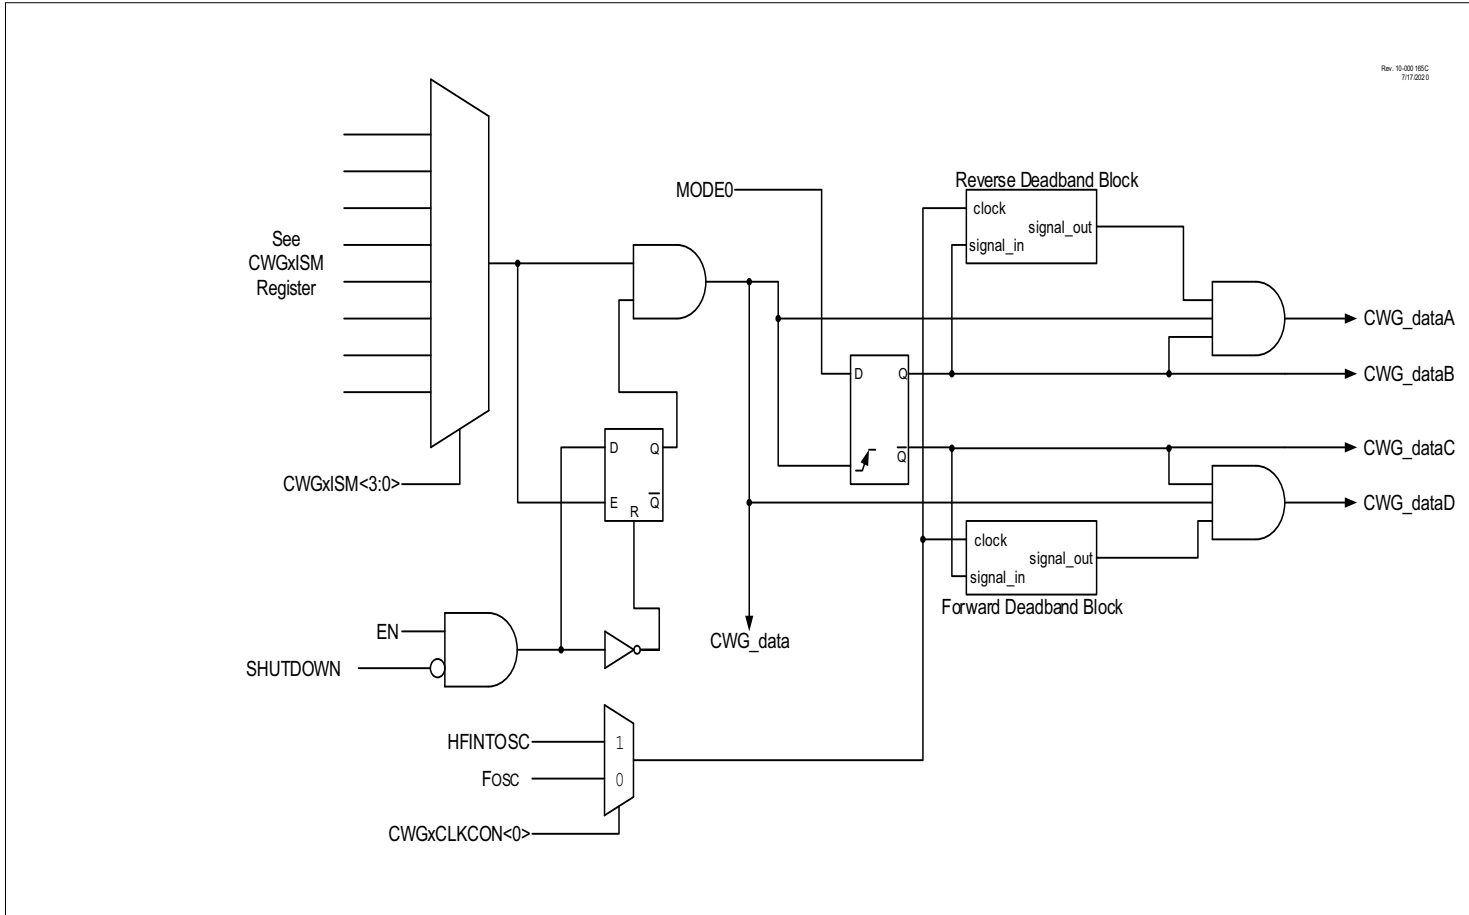 Rev. 10-000 165C
7/17/2020
Reverse Deadband Block
MODE0
clock
signal_out
signal_in
See
CWGxISM
Register
CWG_dataA
D
Q
CWG_dataB
Q
CWG_dataC
D
Q
CWGxISM<3:0>
E
R
Q
CWG_dataD
clock
signal_out
signal_in
Forward Deadband Block
EN
CWG_data
SHUTDOWN
HFINTOSC
1
FOSC
0
CWGxCLKCON<0>